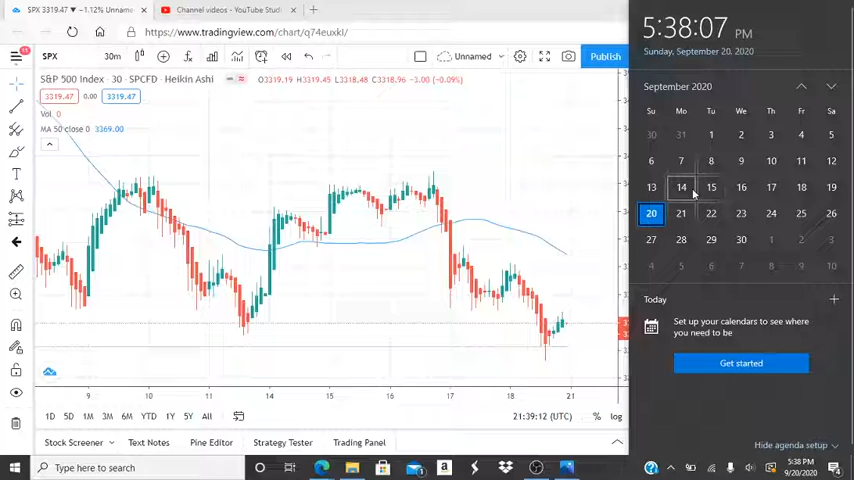 SPX 3319.47 ▼ −1.12% Unnamed
Channel videos - YouTube Studio
https://www.tradingview.com/chart/q74euxkl/
11
SPX
30m
Unnamed
Publish
S&P 500 Index · 30 · SPCFD · Heikin Ashi
O3319.19 H3319.45 L3318.48 C3318.96 −3.00 (−0.09%)
3319.47
0.00
3319.47
Vol 0
MA 50 close 0 3369.00
9
10
11
14
15
16
17
18
21
1D 5D 1M 3M 6M YTD 1Y 5Y All
21:39:12 (UTC)
% log
Stock Screener
Text Notes
Pine Editor
Strategy Tester
Trading Panel
5:38:07 PM
Sunday, September 20, 2020
September 2020
Su Mo Tu We Th Fr Sa
30 31 1 2 3 4 5
6 7 8 9 10 11 12
13 14 15 16 17 18 19
20 21 22 23 24 25 26
27 28 29 30 1 2 3
4 5 6 7 8 9 10
Today
Set up your calendars to see where
you need to be
Get started
Hide agenda setup
Type here to search
5:38 PM
9/20/2020
4